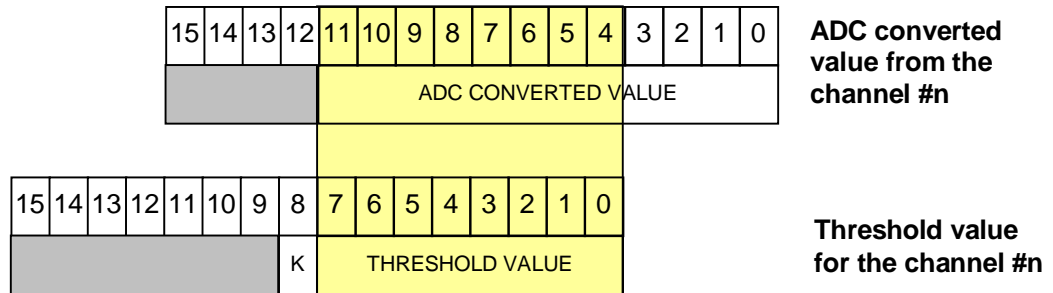 15 14 13 12 11 10 9 8 7 6 5 4 3 2 1 0
ADC CONVERTED VALUE
ADC converted
value from the
channel #n
15 14 13 12 11 10 9 8 7 6 5 4 3 2 1 0
K THRESHOLD VALUE
Threshold value
for the channel #n